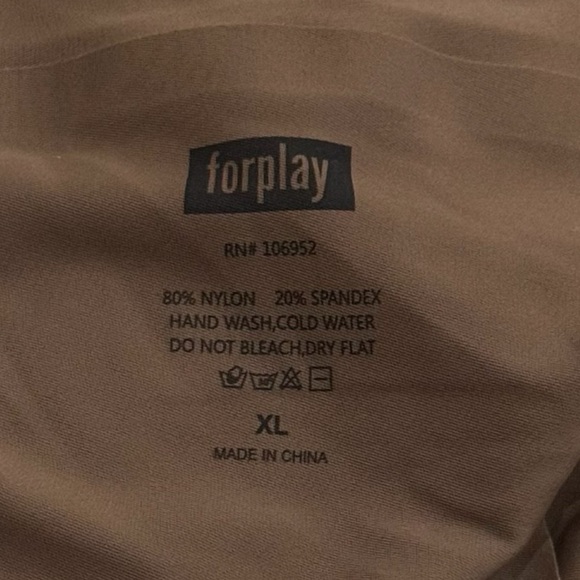 forplay
RN# 106952
80% NYLON 20% SPANDEX
HAND WASH,COLD WATER
DO NOT BLEACH,DRY FLAT
XL
MADE IN CHINA